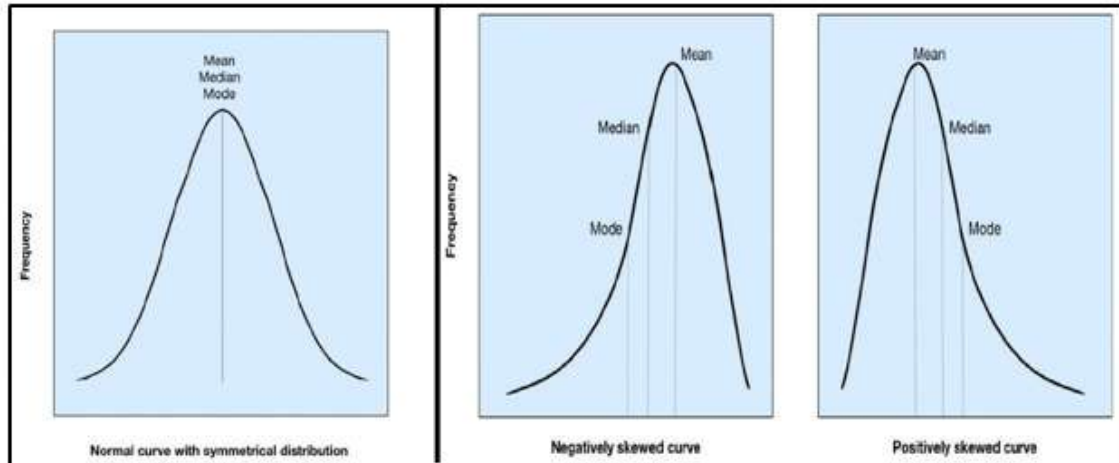 Mean
Median
Mode
Frequency
Normal curve with symmetrical distribution
Mean
Median
Mode
Frequency
Negatively skewed curve
Mean
Median
Mode
Positively skewed curve